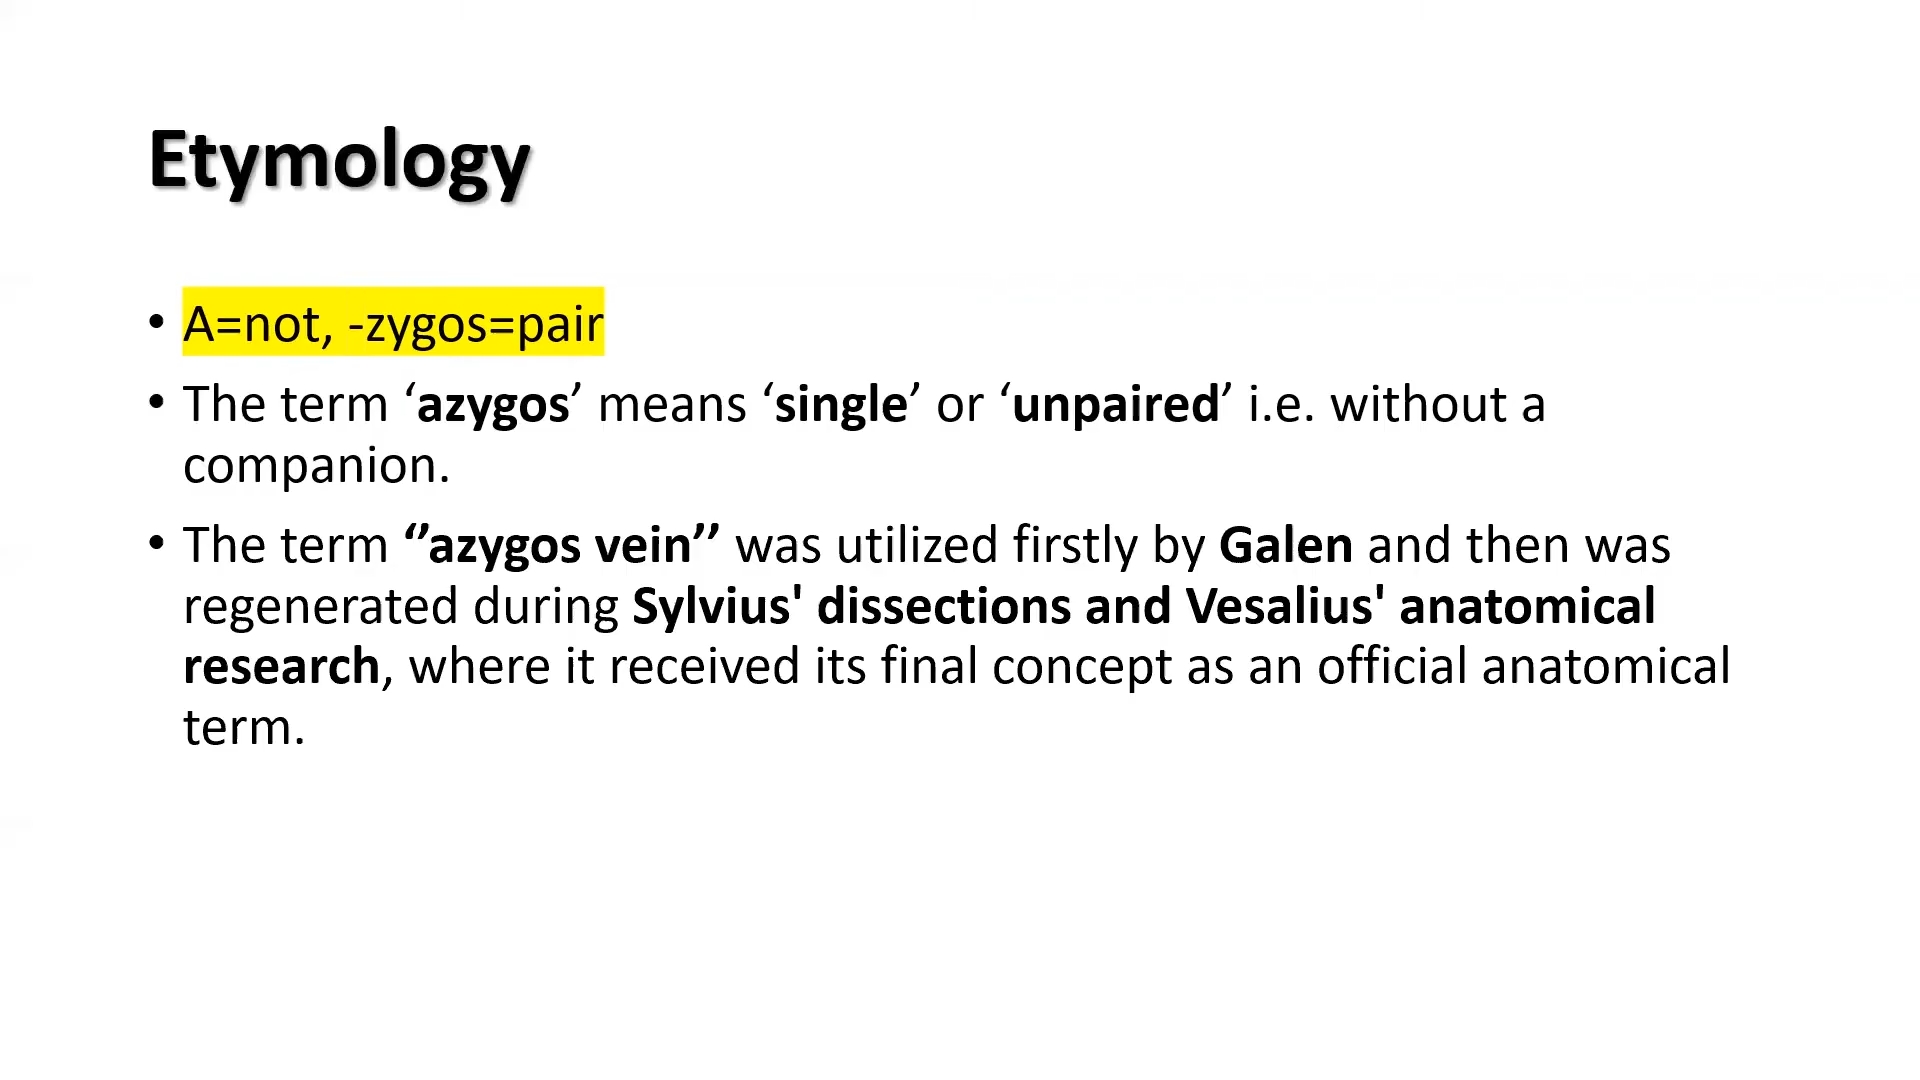 Etymology
• A=not, -zygos=pair
• The term ‘azygos’ means ‘single’ or ‘unpaired’ i.e. without a
companion.
• The term ‘’azygos vein’’ was utilized firstly by Galen and then was
regenerated during Sylvius' dissections and Vesalius' anatomical
research, where it received its final concept as an official anatomical
term.